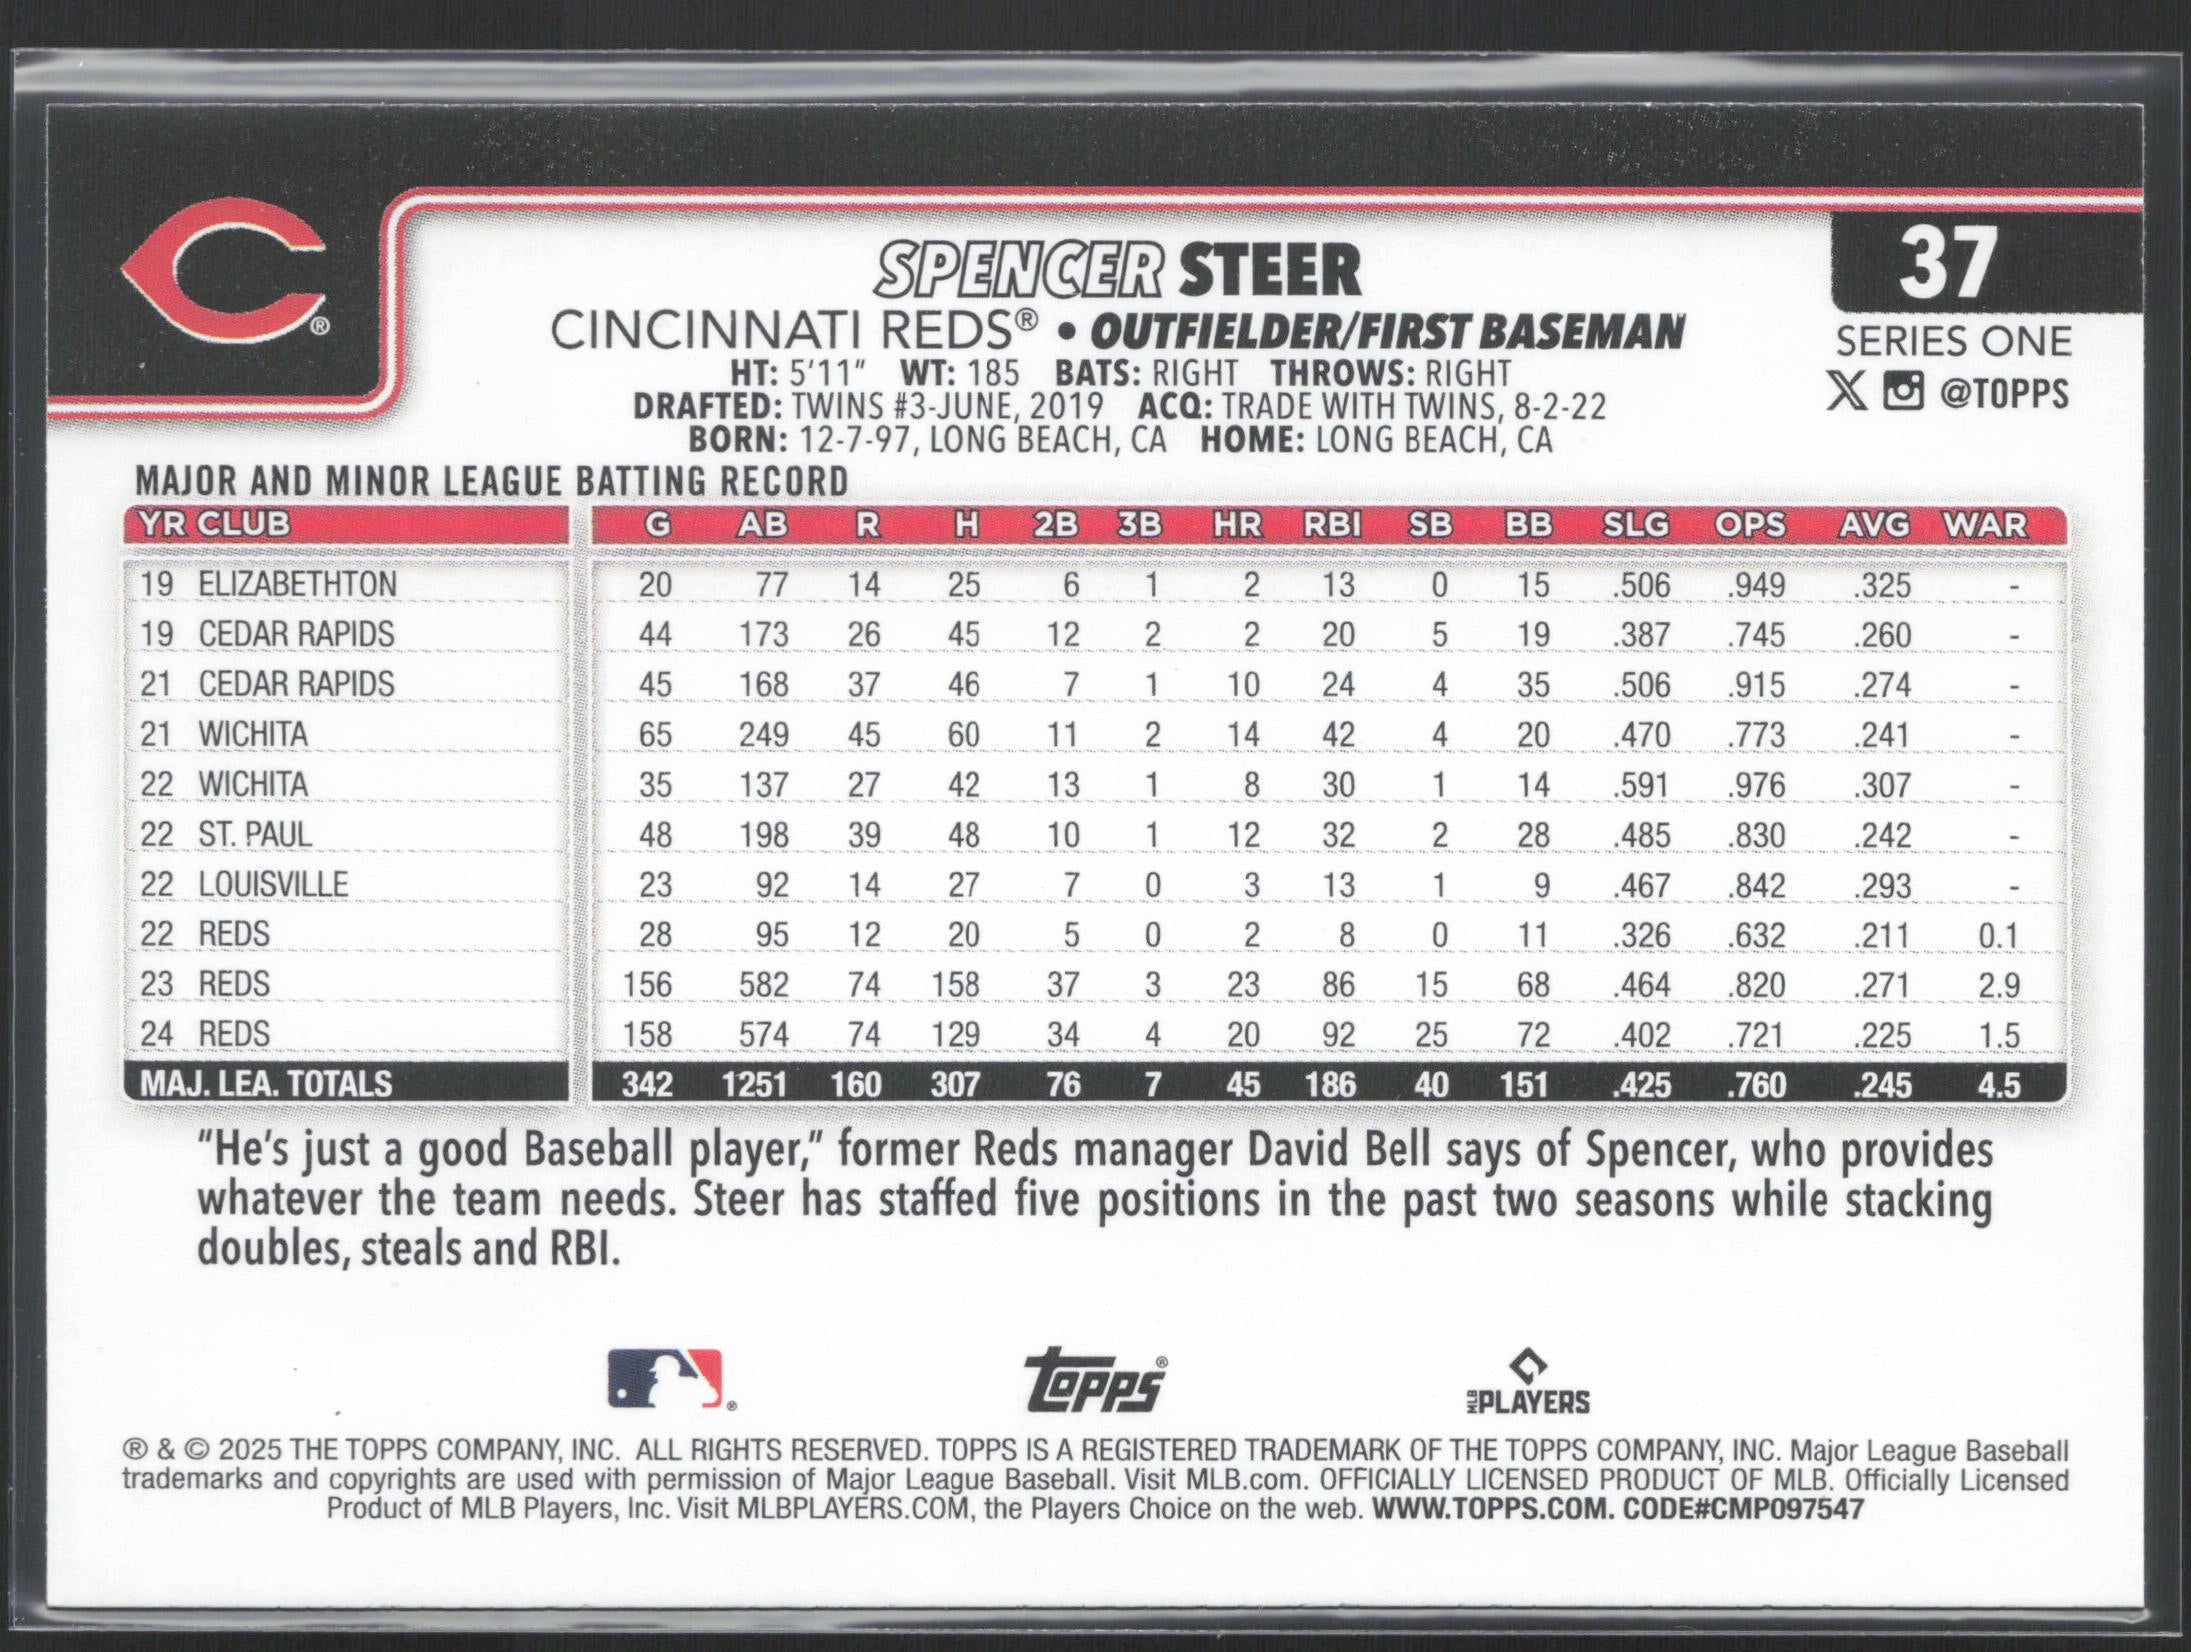 37
SPENCER STEER
CINCINNATI REDS® • OUTFIELDER/FIRST BASEMAN
SERIES ONE
HT: 5'11" WT: 185 BATS: RIGHT THROWS: RIGHT
X @TOPPS
DRAFTED: TWINS #3-JUNE, 2019 ACQ: TRADE WITH TWINS, 8-2-22
BORN: 12-7-97, LONG BEACH, CA HOME: LONG BEACH, CA
MAJOR AND MINOR LEAGUE BATTING RECORD
YR CLUB G AB R H 2B 3B HR RBI SB BB SLG OPS AVG WAR
19 ELIZABETHTON 20 77 14 25 6 1 2 13 0 15 .506 .949 .325 -
19 CEDAR RAPIDS 44 173 26 45 12 2 2 20 5 19 .387 .745 .260 -
21 CEDAR RAPIDS 45 168 37 46 7 1 10 24 4 35 .506 .915 .274 -
21 WICHITA 65 249 45 60 11 2 14 42 4 20 .470 .773 .241 -
22 WICHITA 35 137 27 42 13 1 8 30 1 14 .591 .976 .307 -
22 ST. PAUL 48 198 39 48 10 1 12 32 2 28 .485 .830 .242 -
22 LOUISVILLE 23 92 14 27 7 0 3 13 1 9 .467 .842 .293 -
22 REDS 28 95 12 20 5 0 2 8 0 11 .326 .632 .211 0.1
23 REDS 156 582 74 158 37 3 23 86 15 68 .464 .820 .271 2.9
24 REDS 158 574 74 129 34 4 20 92 25 72 .402 .721 .225 1.5
MAJ. LEA. TOTALS 342 1251 160 307 76 7 45 186 40 151 .425 .760 .245 4.5
"He's just a good Baseball player," former Reds manager David Bell says of Spencer, who provides
whatever the team needs. Steer has staffed five positions in the past two seasons while stacking
doubles, steals and RBI.
topps®
MLB PLAYERS
® & © 2025 THE TOPPS COMPANY, INC. ALL RIGHTS RESERVED. TOPPS IS A REGISTERED TRADEMARK OF THE TOPPS COMPANY, INC. Major League Baseball
trademarks and copyrights are used with permission of Major League Baseball. Visit MLB.com. OFFICIALLY LICENSED PRODUCT OF MLB. Officially Licensed
Product of MLB Players, Inc. Visit MLBPLAYERS.COM, the Players Choice on the web. WWW.TOPPS.COM. CODE#CMP097547